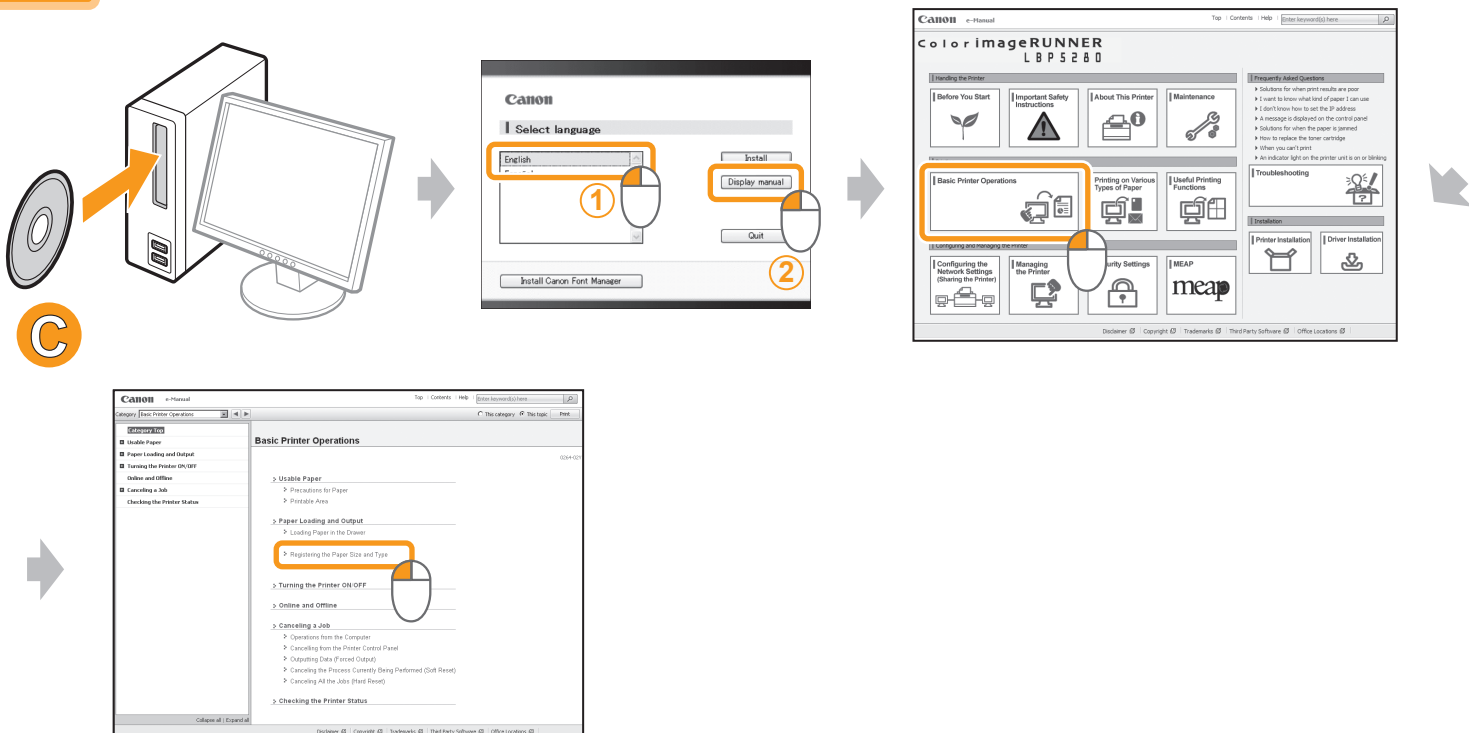 C
Canon
Select language
English
Install
Display manual
Quit
Install Canon Font Manager
1
2
Canon e-Manual
Top Contents Help Enter keyword(s) here
Color imageRUNNER
LBP5280
Handling the Printer
Before You Start
Important Safety Instructions
About This Printer
Maintenance
Basic Printer Operations
Printing on Various Types of Paper
Useful Printing Functions
Configuring and Managing the Printer
Configuring the Network Settings (Sharing the Printer)
Managing the Printer
urity Settings
MEAP
meap
Frequently Asked Questions
Solutions for when print results are poor
I want to know what kind of paper I can use
I don't know how to set the IP address
A message is displayed on the control panel
Solutions for when the paper is jammed
How to replace the toner cartridge
When you can't print
An indicator light on the printer unit is on or blinking
Troubleshooting
Installation
Printer Installation
Driver Installation
Disclaimer Copyright Trademarks Third Party Software Office Locations
Canon e-Manual
Top Contents Help Enter keyword(s) here
Category Basic Printer Operations
This category This topic Print
Category Top
Usable Paper
Paper Loading and Output
Turning the Printer ON/OFF
Online and Offline
Canceling a Job
Checking the Printer Status
Collapse all | Expand all
Basic Printer Operations
0264-021
> Usable Paper
> Precautions for Paper
> Printable Area
> Paper Loading and Output
> Loading Paper in the Drawer
> Registering the Paper Size and Type
> Turning the Printer ON/OFF
> Online and Offline
> Canceling a Job
> Operations from the Computer
> Cancelling from the Printer Control Panel
> Outputting Data (Forced Output)
> Canceling the Process Currently Being Performed (Soft Reset)
> Canceling All the Jobs (Hard Reset)
> Checking the Printer Status
Disclaimer Copyright Trademarks Third Party Software Office Locations